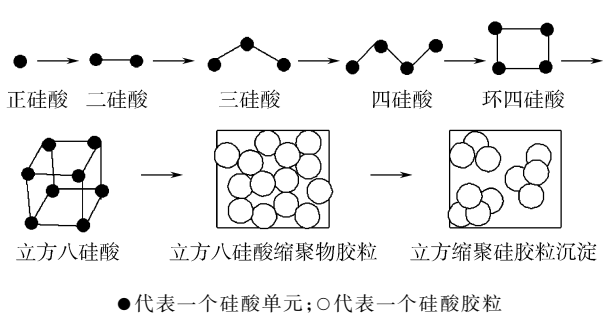 正硅酸 二硅酸 三硅酸 四硅酸 环四硅酸
立方八硅酸 立方八硅酸缩聚物胶粒 立方缩聚硅胶粒沉淀
●代表一个硅酸单元;○代表一个硅酸胶粒